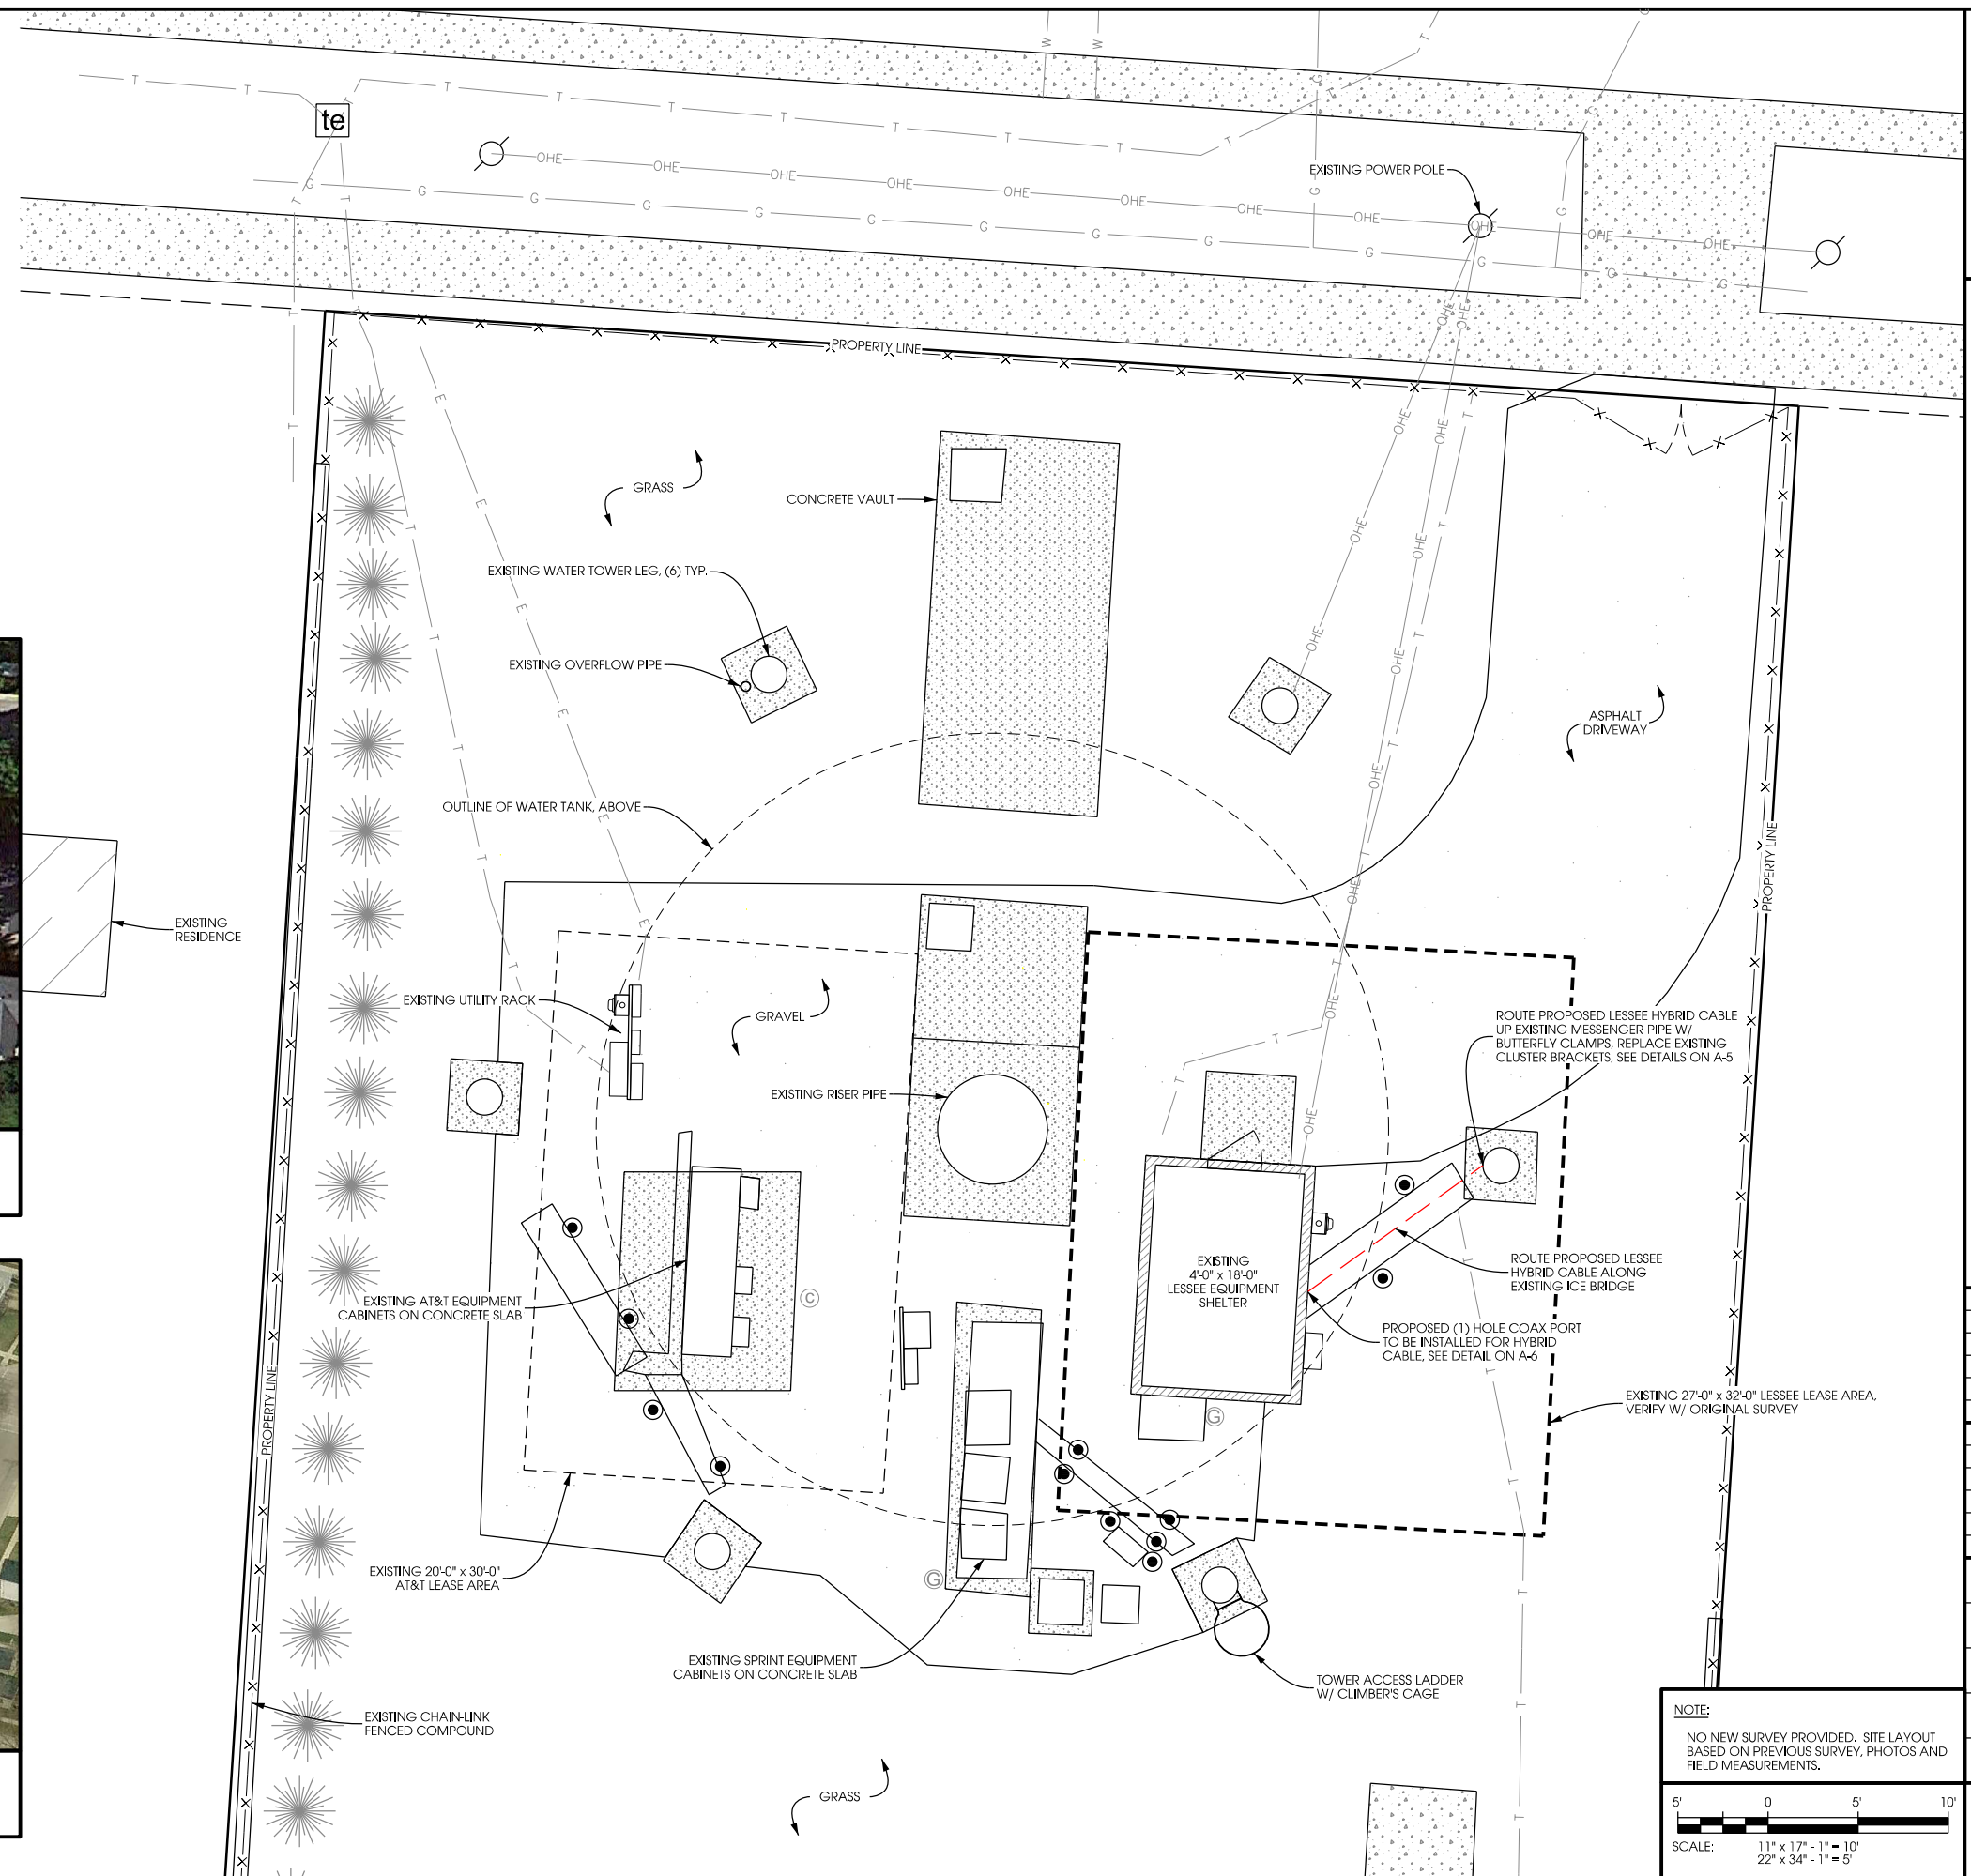 te
EXISTING POWER POLE
PROPERTY LINE
GRASS
CONCRETE VAULT
EXISTING WATER TOWER LEG, (6) TYP.
EXISTING OVERFLOW PIPE
ASPHALT
DRIVEWAY
OUTLINE OF WATER TANK, ABOVE
PROPERTY LINE
EXISTING
RESIDENCE
EXISTING UTILITY RACK
GRAVEL
ROUTE PROPOSED LESSEE HYBRID CABLE
UP EXISTING MESSENGER PIPE W/
BUTTERFLY CLAMPS, REPLACE EXISTING
CLUSTER BRACKETS, SEE DETAILS ON A-5
EXISTING RISER PIPE
EXISTING
4'-0" x 18'-0"
LESSEE EQUIPMENT
SHELTER
ROUTE PROPOSED LESSEE
HYBRID CABLE ALONG
EXISTING ICE BRIDGE
EXISTING AT&T EQUIPMENT
CABINETS ON CONCRETE SLAB
C
PROPOSED (1) HOLE COAX PORT
TO BE INSTALLED FOR HYBRID
CABLE, SEE DETAIL ON A-6
PROPERTY LINE
EXISTING 27'-0" x 32'-0" LESSEE LEASE AREA,
VERIFY W/ ORIGINAL SURVEY
G
EXISTING 20'-0" x 30'-0"
AT&T LEASE AREA
G
EXISTING SPRINT EQUIPMENT
CABINETS ON CONCRETE SLAB
TOWER ACCESS LADDER
W/ CLIMBER'S CAGE
EXISTING CHAIN-LINK
FENCED COMPOUND
GRASS
NOTE:
NO NEW SURVEY PROVIDED. SITE LAYOUT
BASED ON PREVIOUS SURVEY, PHOTOS AND
FIELD MEASUREMENTS.
5' 0 5' 10'
SCALE: 11" x 17" - 1" = 10'
22" x 34" - 1" = 5'